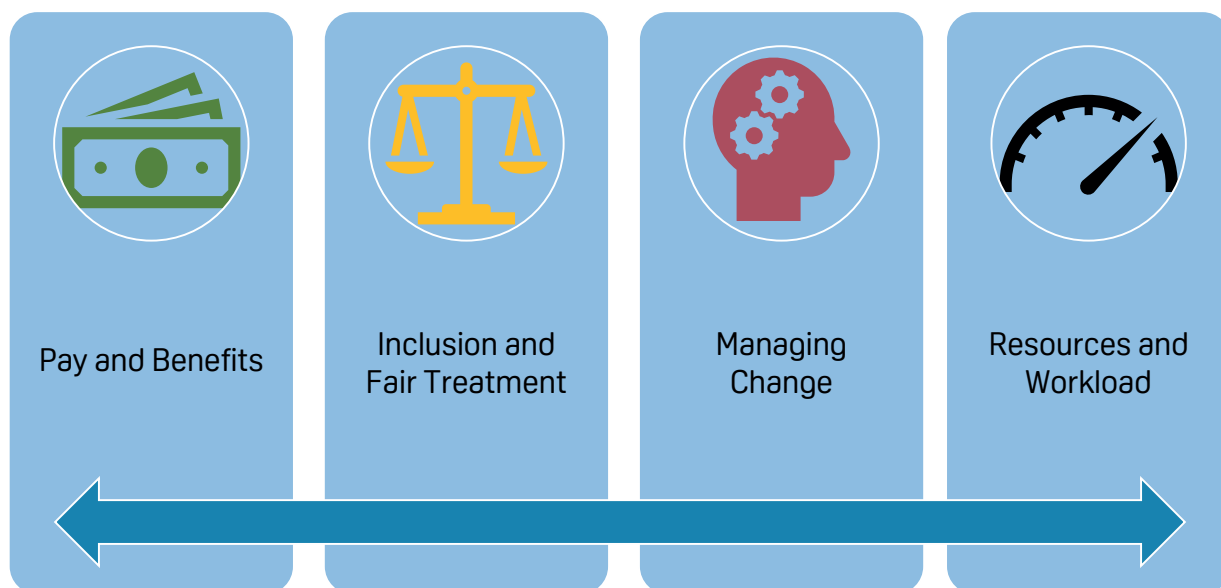 Pay and Benefits
Inclusion and
Fair Treatment
Managing
Change
Resources and
Workload